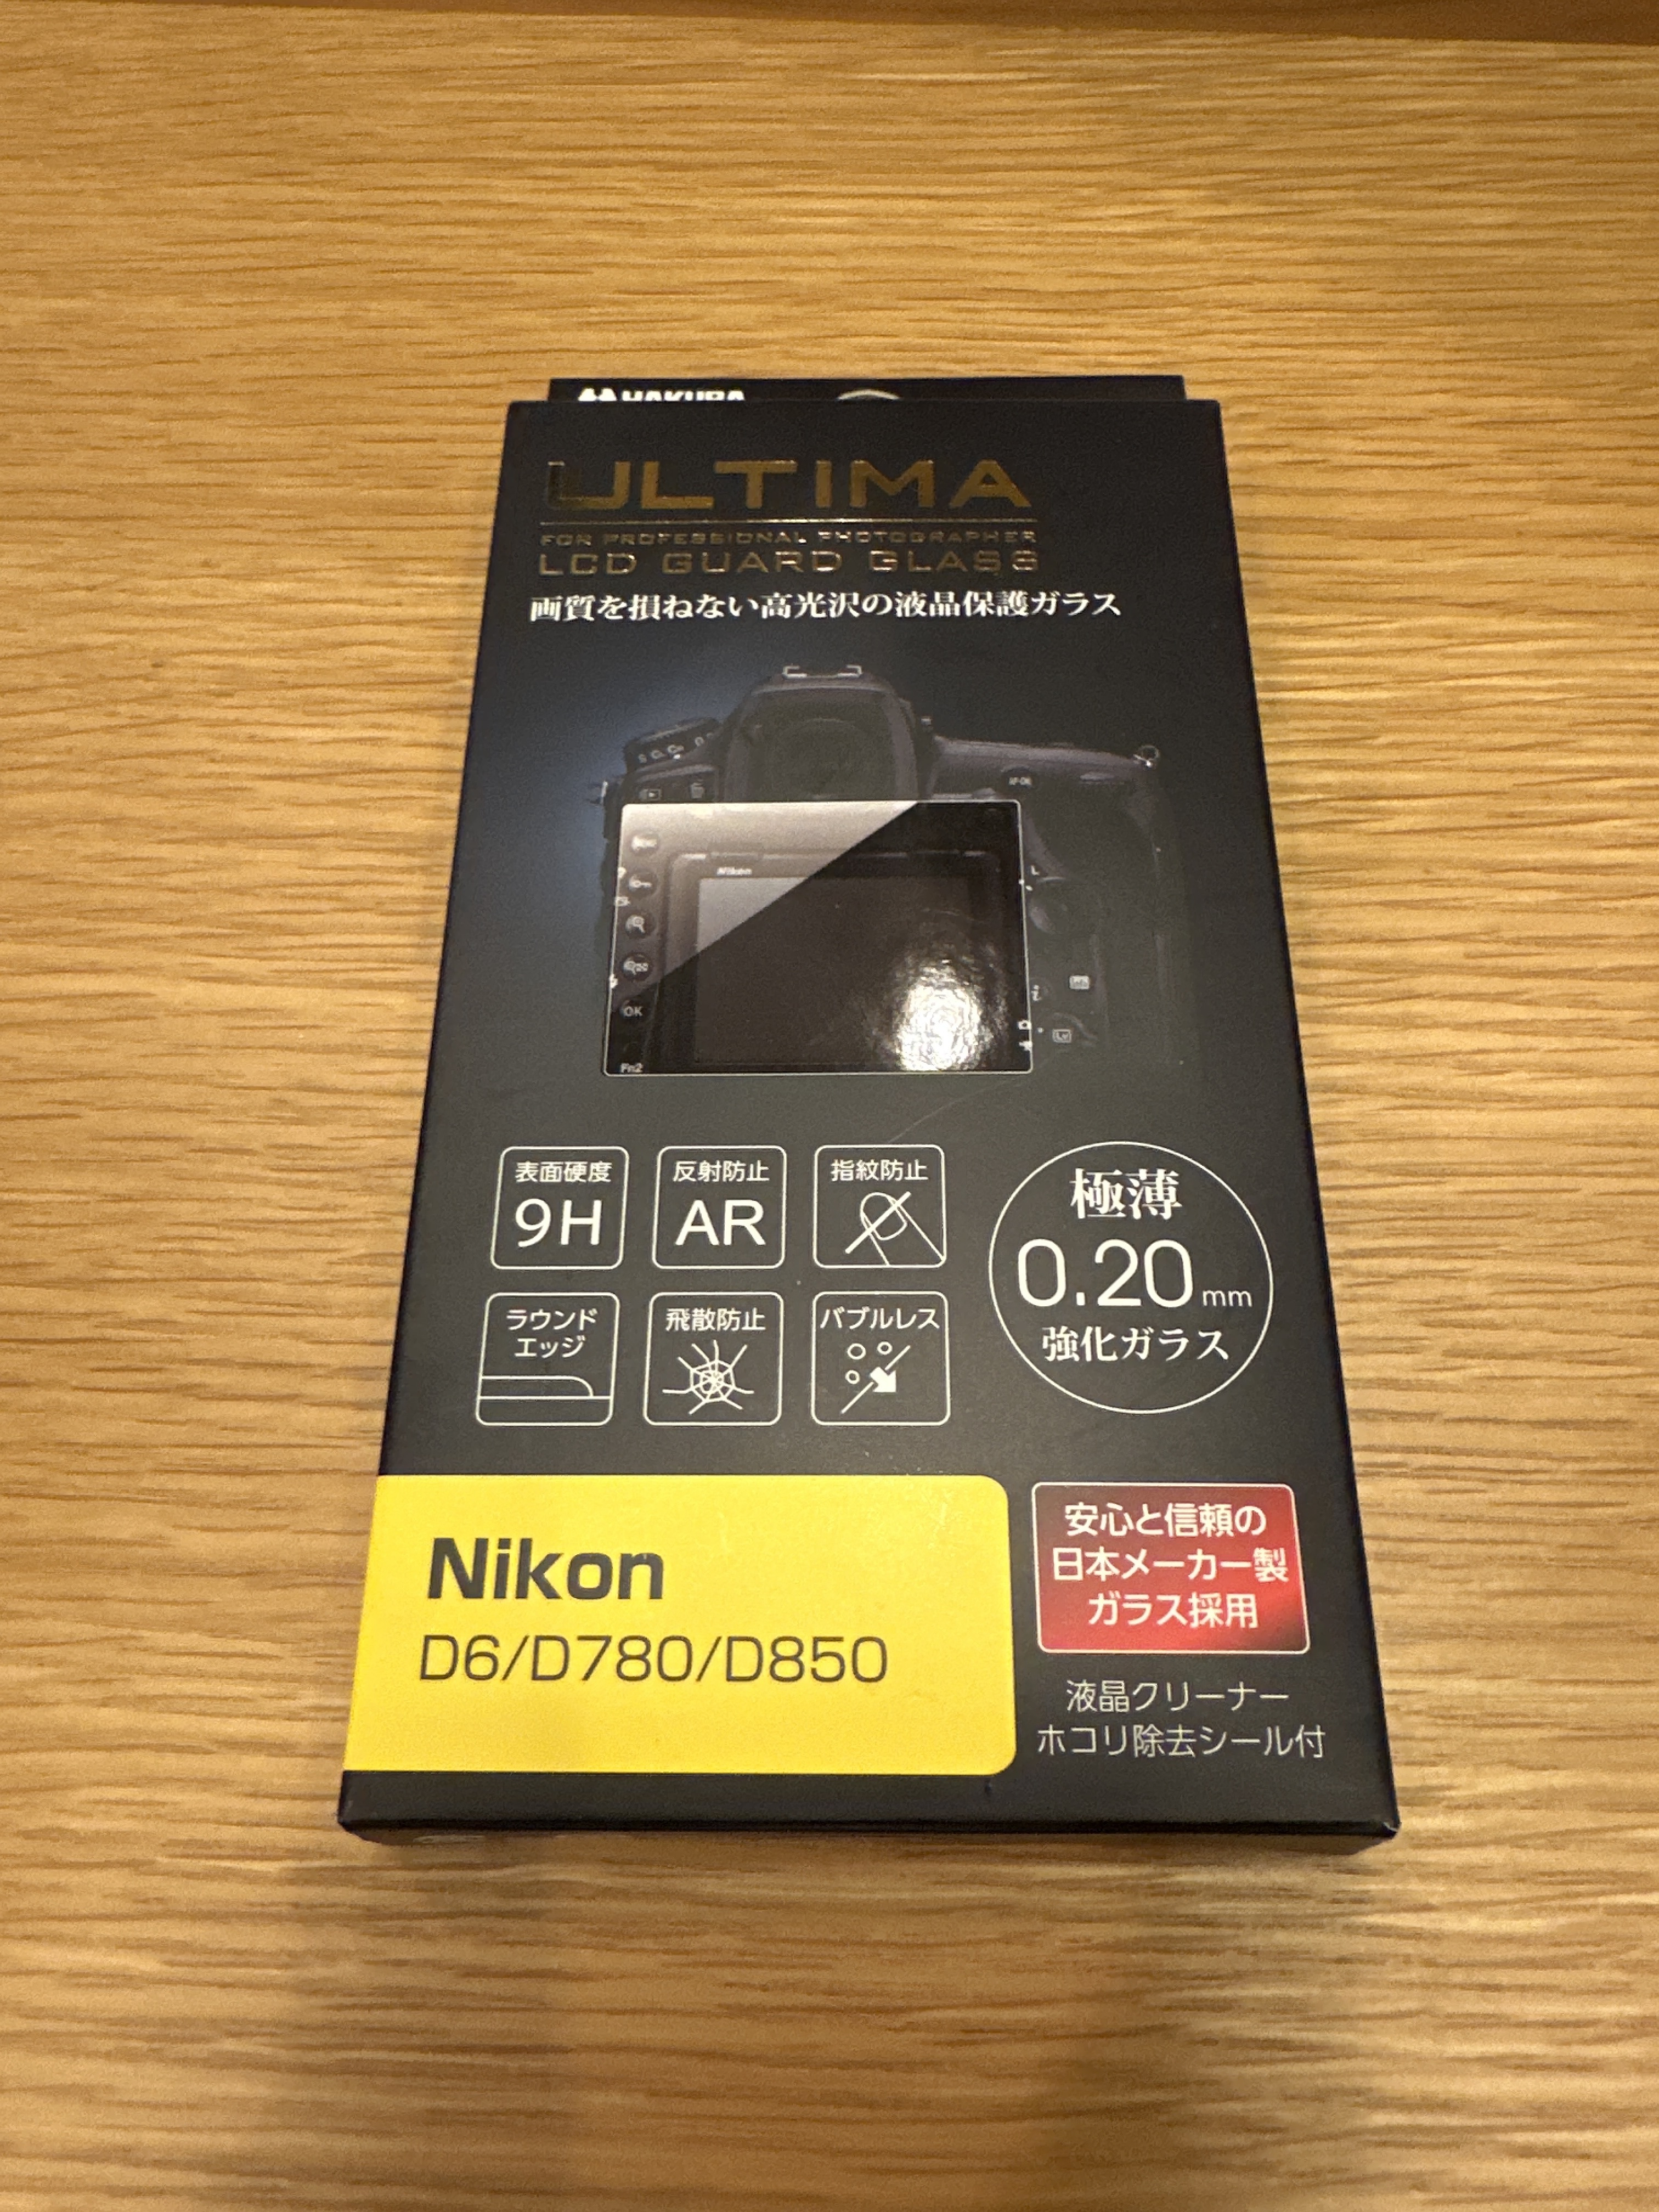 HAKUBA
ULTIMA
FOR PROFESSIONAL PHOTOGRAPHER
LCD GUARD GLASS
画質を損ねない高光沢の液晶保護ガラス
Nikon
OK
Fn2
L
i
Lv
表面硬度
9H
反射防止
AR
指紋防止
ラウンド
エッジ
飛散防止
バブルレス
極薄
0.20mm
強化ガラス
Nikon
D6/D780/D850
安心と信頼の
日本メーカー製
ガラス採用
液晶クリーナー
ホコリ除去シール付